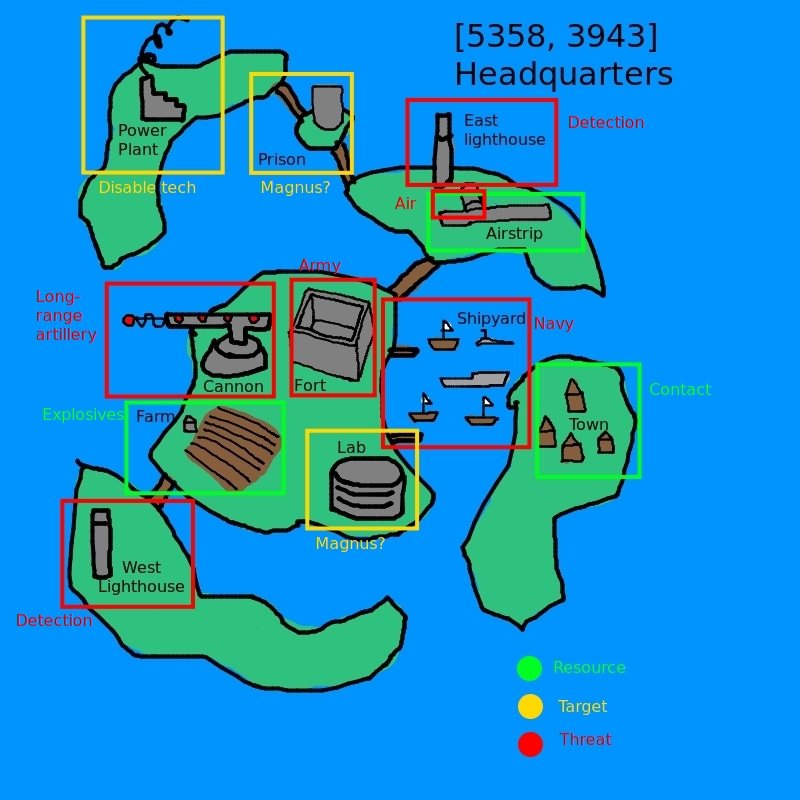 [5358, 3943]
Headquarters
East
lighthouse
Detection
Power
Plant
Prison
Disable tech
Magnus?
Air
Airstrip
Army
Long-
range
artillery
Shipyard
Navy
Cannon
Fort
Contact
Explosives
Farm
Town
Lab
Magnus?
West
Lighthouse
Detection
Resource
Target
Threat